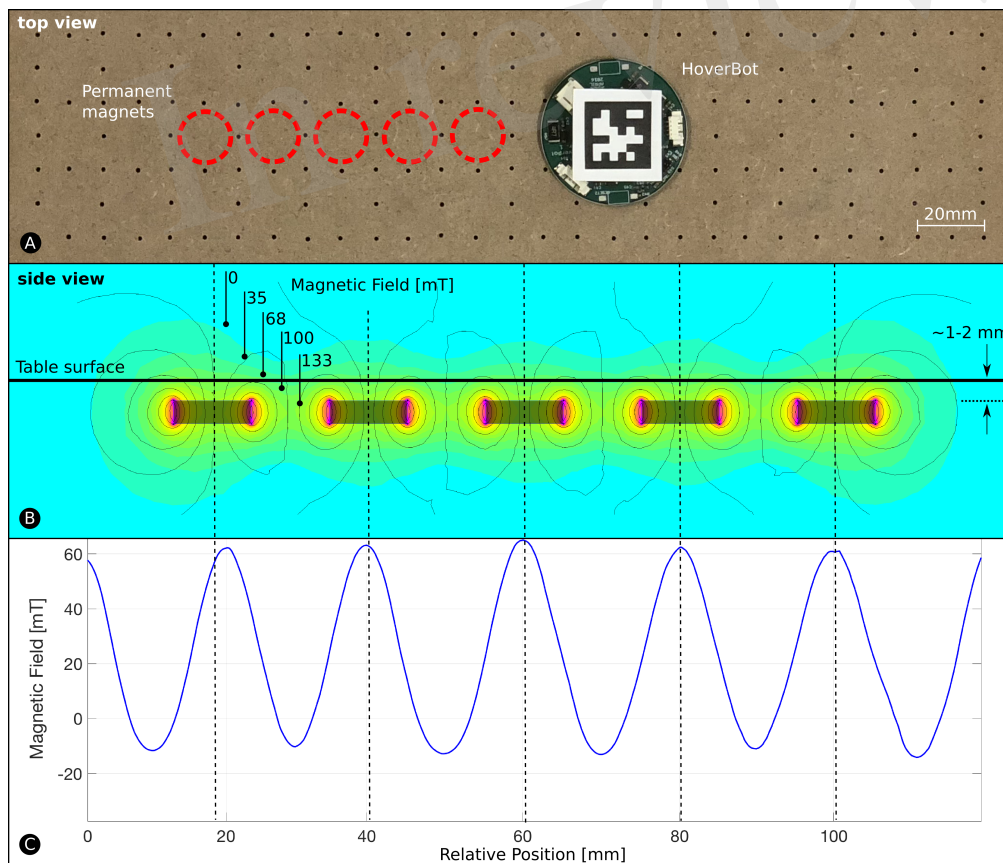 top view
Permanent
magnets
HoverBot
20mm
A
side view
0
Magnetic Field [mT]
35
68
100
133
~1-2 mm
Table surface
B
60
40
20
0
-20
Magnetic Field [mT]
0
20
40
60
80
100
Relative Position [mm]
C